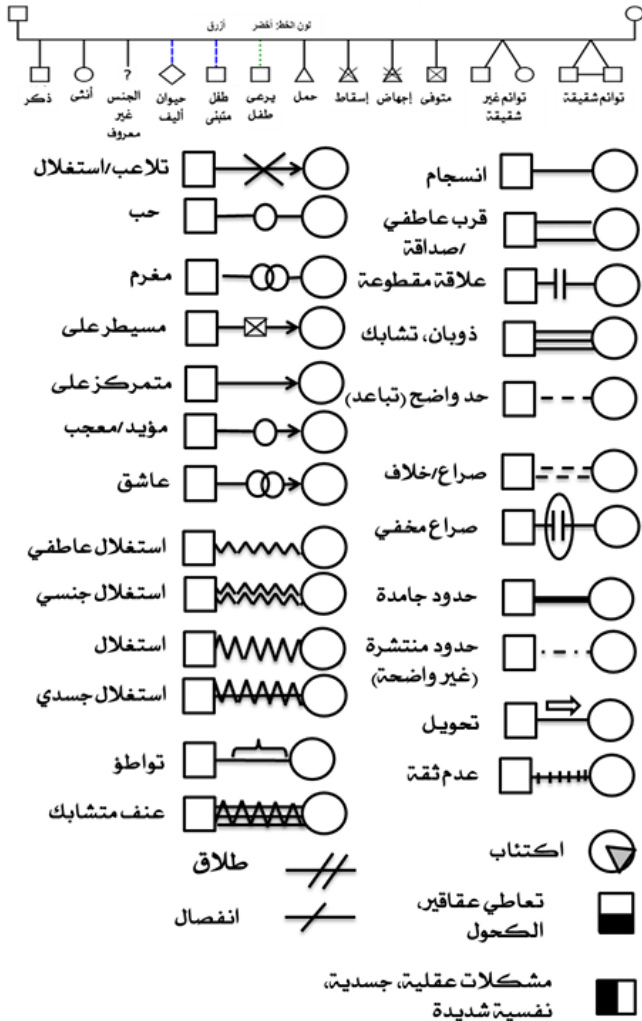 لون الخط: أخضر
أزرق
توائم شقيقة
توائم غير
شقيقة
متوفى
إجهاض
إسقاط
حمل
يرعى
طفل
طفل
متبنى
حيوان
أليف
?
الجنس
غير
معروف
أنثى
ذكر
انسجام
قرب عاطفي
/صداقة
علاقة مقطوعة
ذوبان، تشابك
حد واضح (تباعد)
صراع/خلاف
صراع مخفي
حدود جامدة
حدود منتشرة
(غير واضحة)
تحويل
عدم ثقة
اكتئاب
تعاطي عقاقير,
الكحول
مشكلات عقلية، جسدية،
نفسية شديدة
تلاعب/استغلال
حب
مغرم
مسيطر على
متمركز على
مؤيد/معجب
عاشق
استغلال عاطفي
استغلال جنسي
استغلال
استغلال جسدي
تواطؤ
عنف متشابك
طلاق
انفصال